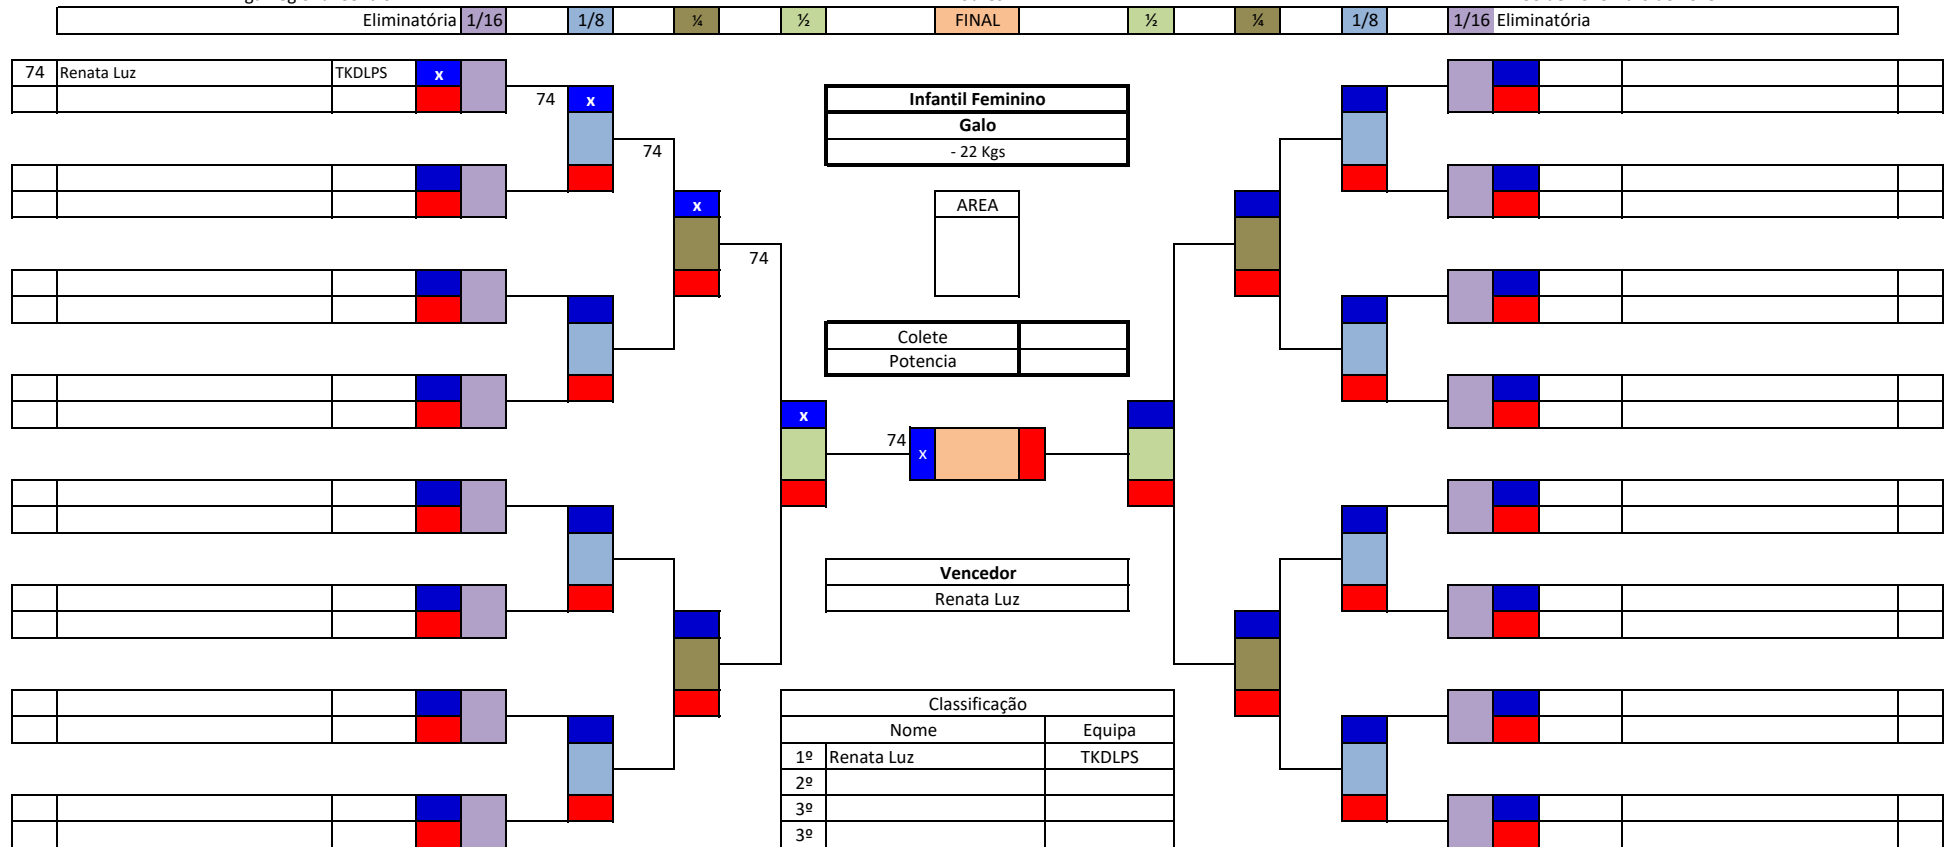 Eliminatória 1/16 1/8 ¼ ½ FINAL ½ ¼ 1/8 1/16 Eliminatória
74 Renata Luz TKDLPS x
74 x
Infantil Feminino
Galo
74
- 22 Kgs
x
AREA
74
Colete
Potencia
x
74 x
Vencedor
Renata Luz
Classificação
Nome Equipa
1º Renata Luz TKDLPS
2º
3º
3º